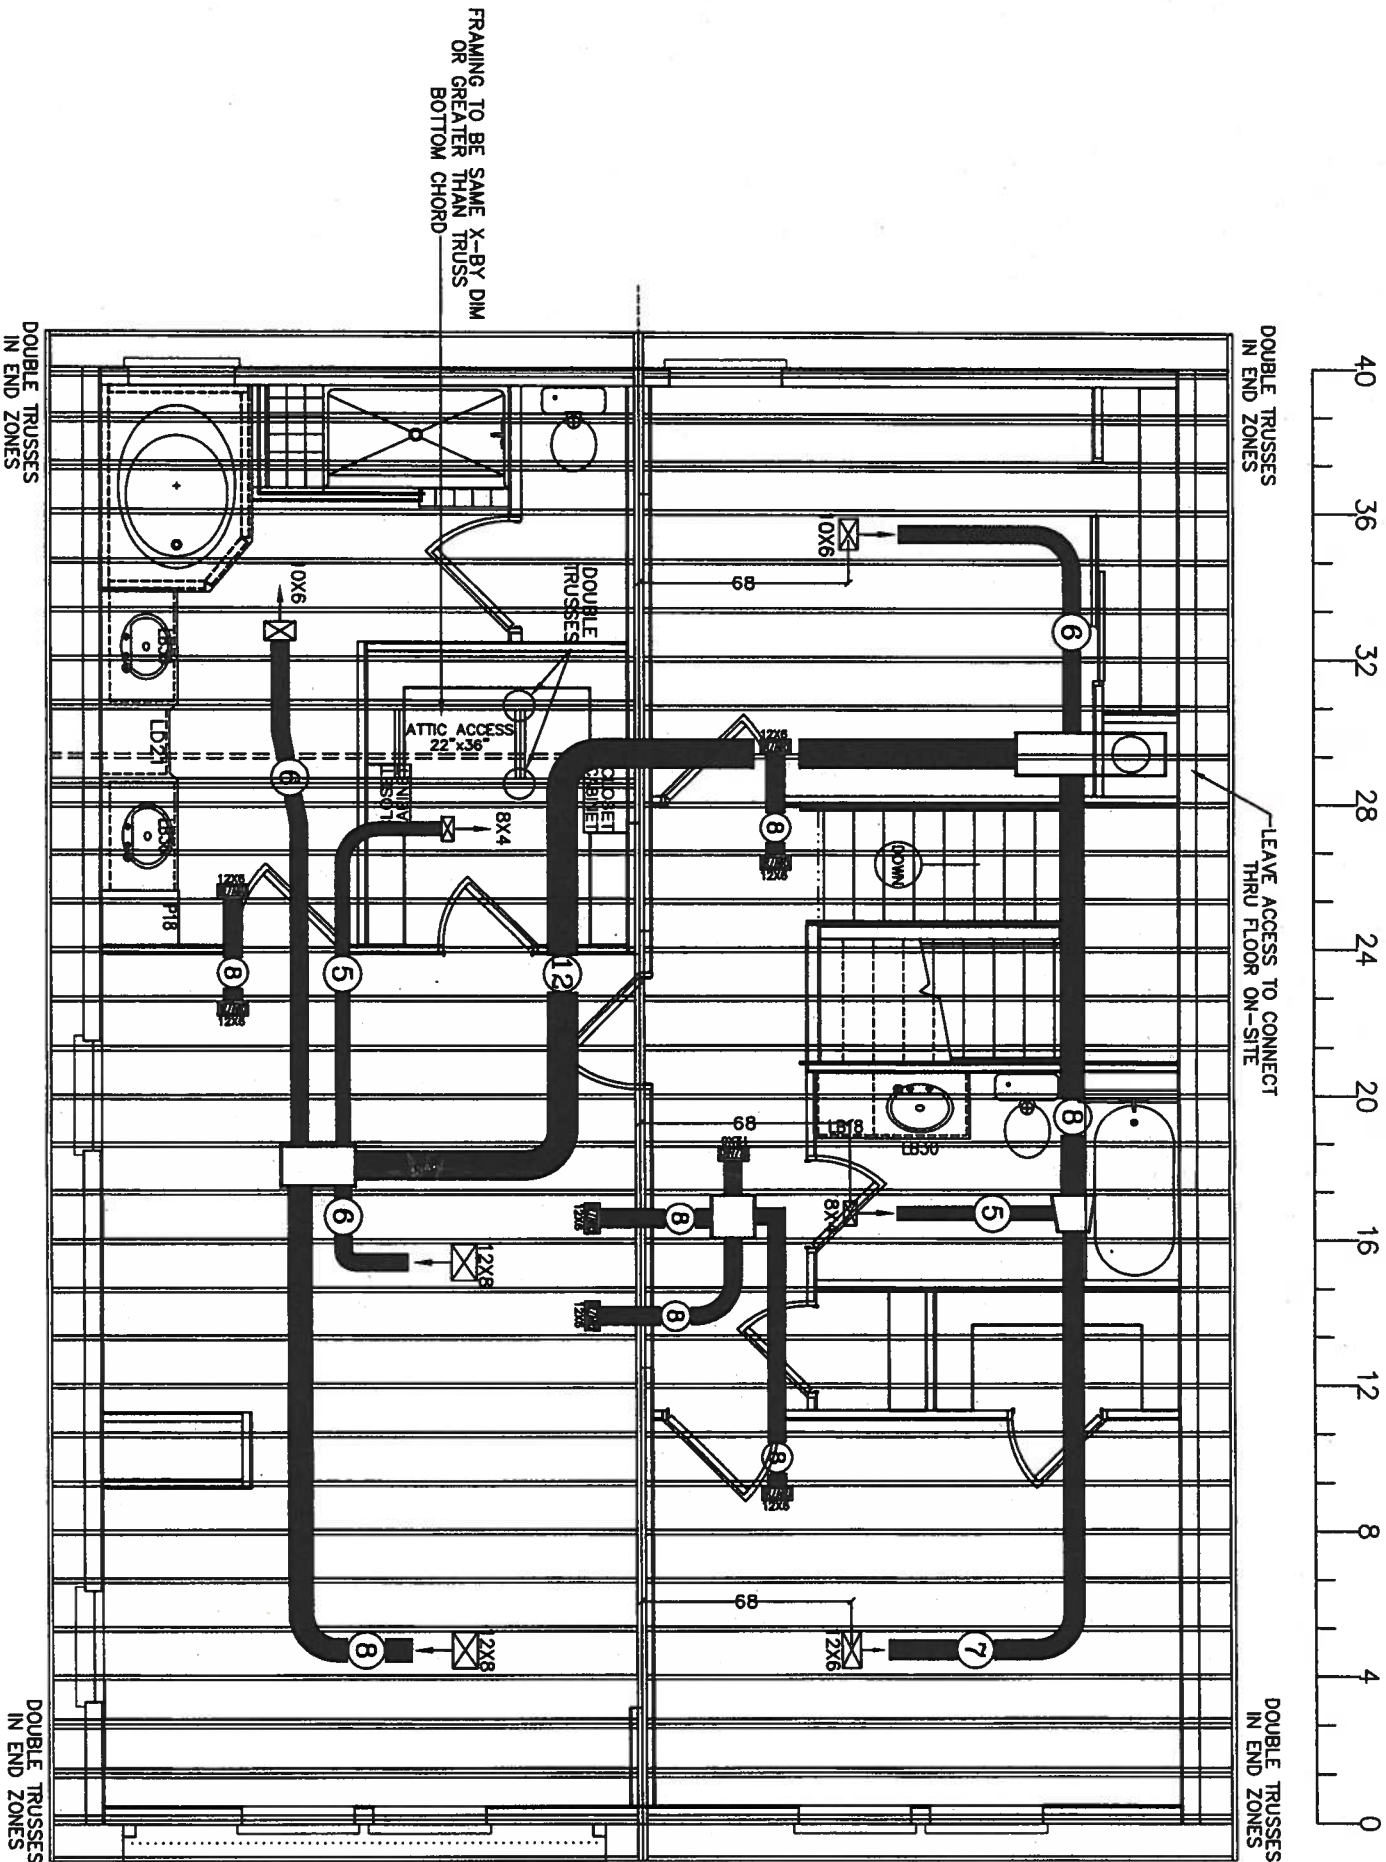 FRAMING TO BE SAME X-BY DIM
OR GREATER THAN TRUSS
BOTTOM CHORD
DOUBLE TRUSSES
IN END ZONES
DOUBLE TRUSSES
IN END ZONES
DOUBLE TRUSSES
IN END ZONES
DOUBLE TRUSSES
IN END ZONES
LEAVE ACCESS TO CONNECT
THRU FLOOR ON-SITE
40
36
32
28
24
20
16
12
8
4
0
10X6
68
6
12X6
8
12X6
DOWN
8
68
LB18
LB30
5
8
12X6
8
12X6
8
12X6
68
12X6
7
DOUBLE
TRUSSES
ATTIC ACCESS
22"x36"
CLOSET
CABINET
10X6
6
8X4
LD27
12X6
8
12X6
5
12
6
12X8
8
12X8